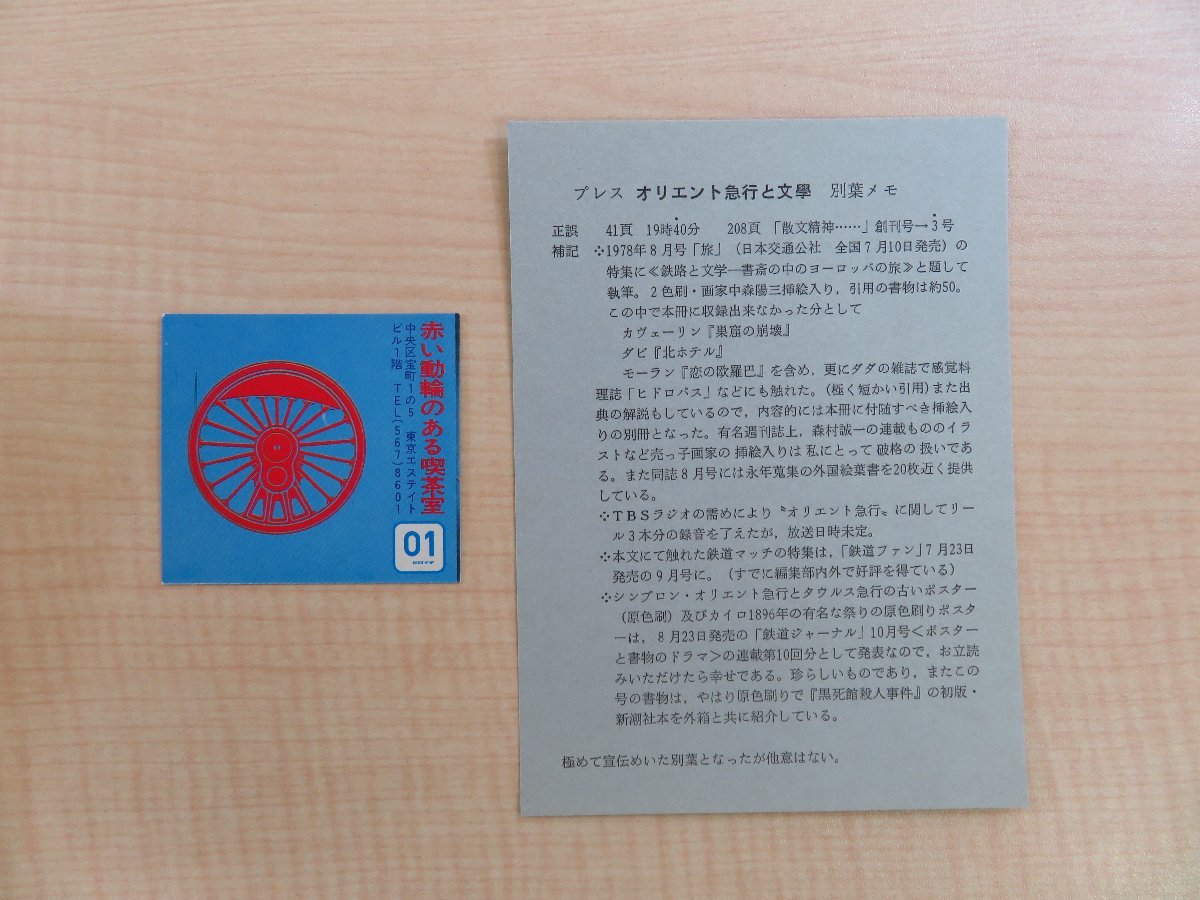 赤い動輪のある喫茶室
中央区宝町1の5 東京エステイト
ビル1階 TEL(567)8601
01
プレス オリエント急行と文學 別葉メモ
正誤 41頁 19時40分 208頁 「散文精神……」創刊号→3号
補記 ❖1978年8月号「旅」(日本交通公社 全国7月10日発売)の
特集に≪鉄路と文学―書斎の中のヨーロッパの旅≫と題して
執筆。2色刷・画家中森陽三挿絵入り,引用の書物は約50。
この中で本冊に収録出来なかった分として
カヴェーリン『巣窟の崩壊』
ダビ『北ホテル』
モーラン『恋の欧羅巴』を含め,更にダダの雑誌で感覚料
理誌「ヒドロパス」などにも触れた。(極く短かい引用)また出
典の解説もしているので,内容的には本冊に付随すべき挿絵入
りの別冊となった。有名週刊誌上,森村誠一の連載もののイラ
ストなど売っ子画家の挿絵入りは私にとって破格の扱いであ
る。また同誌8月号には永年蒐集の外国絵葉書を20枚近く提供
している。
❖TBSラジオの需めにより〝オリエント急行〟に関してリー
ル3本分の録音を了えたが,放送日時未定。
❖本文にて触れた鉄道マッチの特集は,「鉄道ファン」7月23日
発売の9月号に。(すでに編集部内外で好評を得ている)
❖シンプロン・オリエント急行とタウルス急行の古いポスター
(原色刷)及びカイロ1896年の有名な祭りの原色刷りポスタ
ーは,8月23日発売の「鉄道ジャーナル」10月号<ポスター
と書物のドラマ>の連載第10回分として発表なので,お立読
みいただけたら幸せである。珍らしいものであり,またこの
号の書物は,やはり原色刷りで『黒死館殺人事件』の初版・
新潮社本を外箱と共に紹介している。
極めて宣伝めいた別葉となったが他意はない。